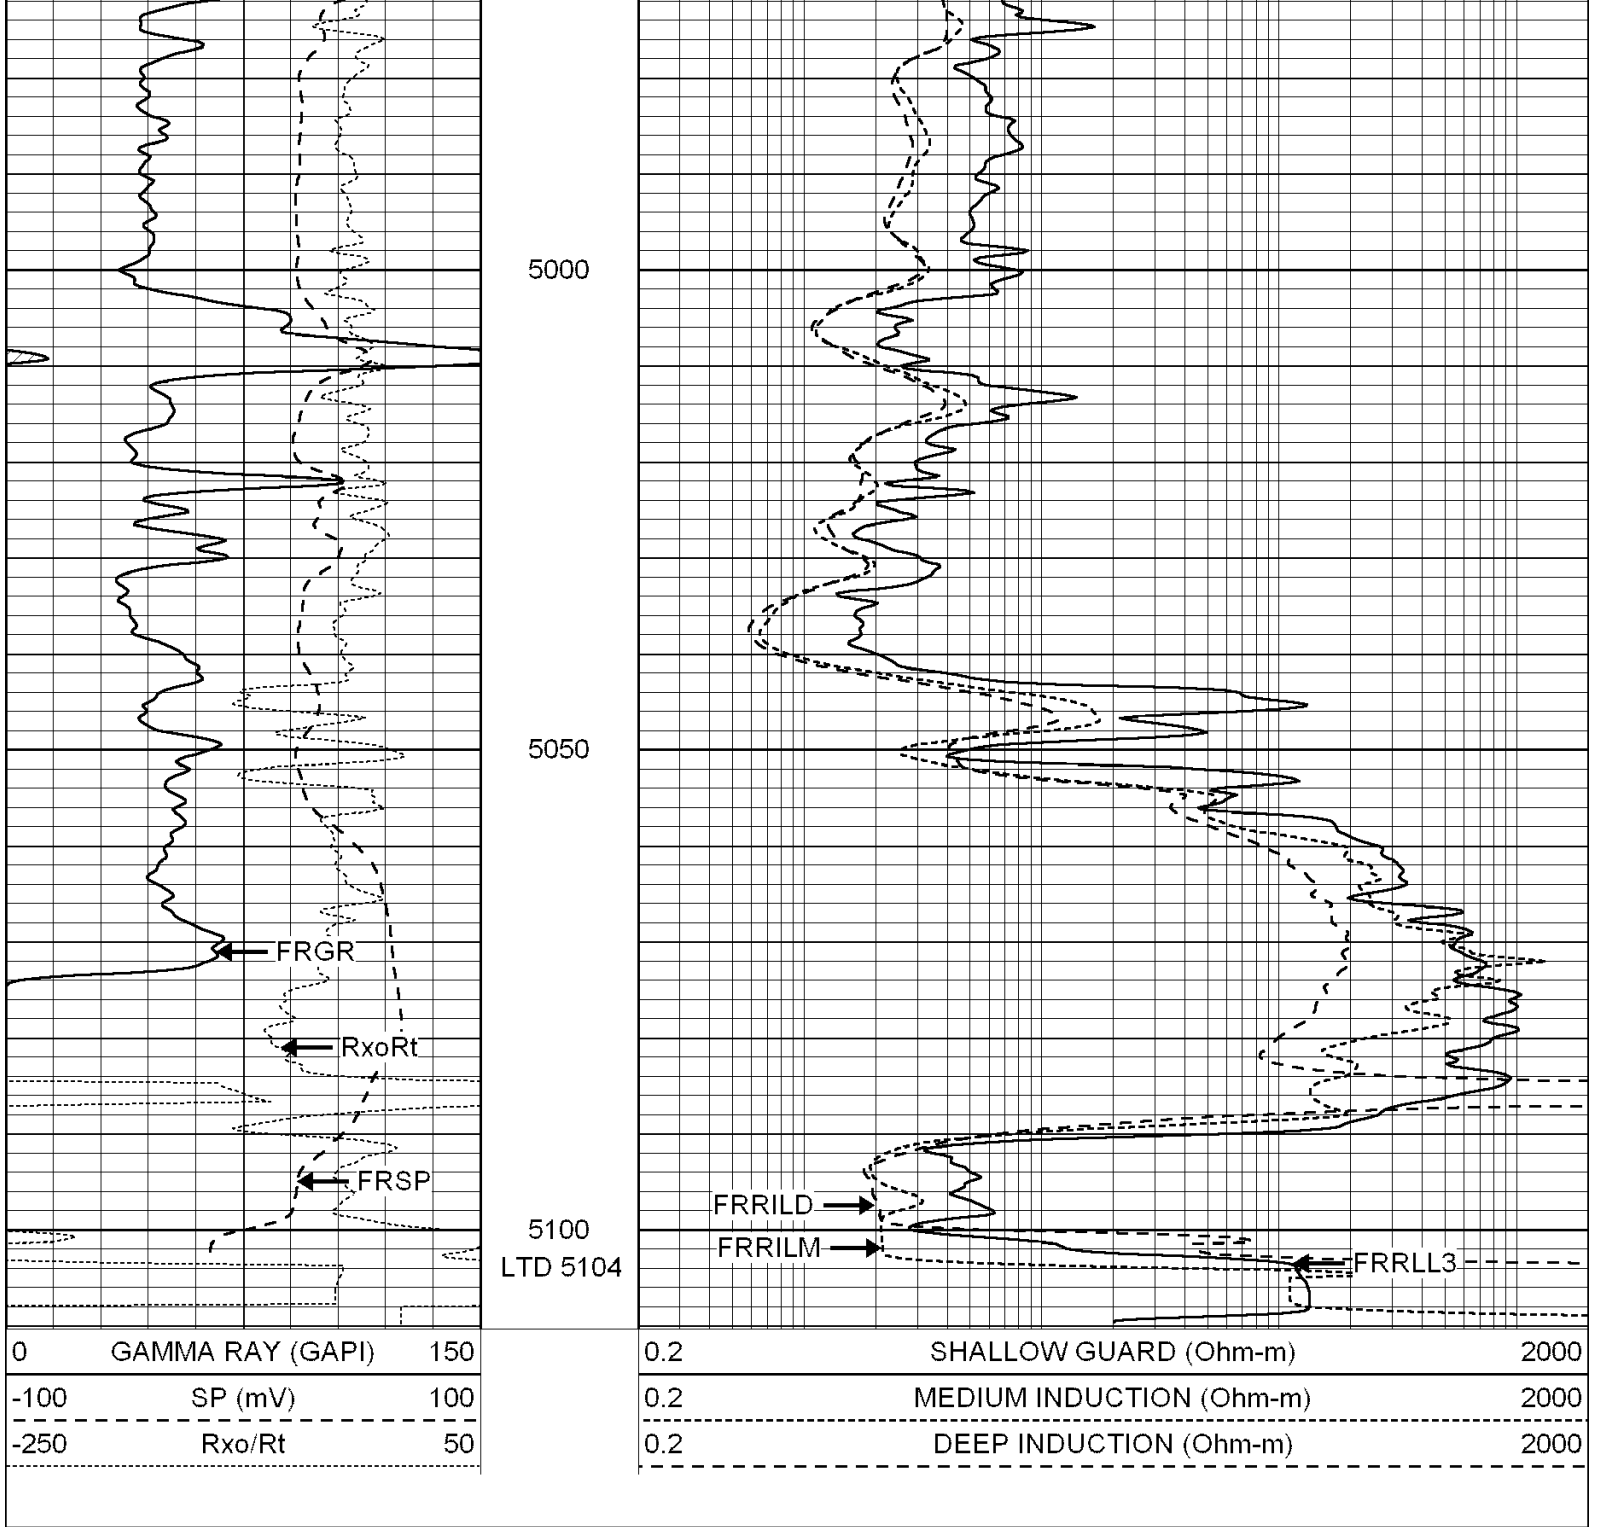 5000
5050
FRGR
RxoRt
FRSP
FRRILD
5100
FRRILM
LTD 5104
FRRLL3
0 GAMMA RAY (GAPI) 150
0.2 SHALLOW GUARD (Ohm-m) 2000
-100 SP (mV) 100
0.2 MEDIUM INDUCTION (Ohm-m) 2000
-250 Rxo/Rt 50
0.2 DEEP INDUCTION (Ohm-m) 2000